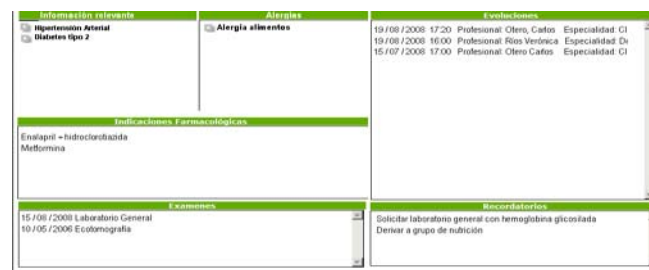 Información relevante
Hipertensión Arterial
Diabetes tipo 2
Alergias
Alergia alimentos
Evoluciones
19/08/2008 17:20 Profesional: Otero, Carlos Especialidad: Cl
19/08/2008 16:00 Profesional: Ríos Verónica Especialidad: Di
15/07/2008 17:00 Profesional: Otero Carlos Especialidad: Cl
Indicaciones Farmacológicas
Enalapril + hidroclorotiazida
Metformina
Examenes
15/08/2008 Laboratorio General
10/05/2006 Ecotomografía
Recordatorios
Solicitar laboratorio general con hemoglobina glicosilada
Derivar a grupo de nutrición